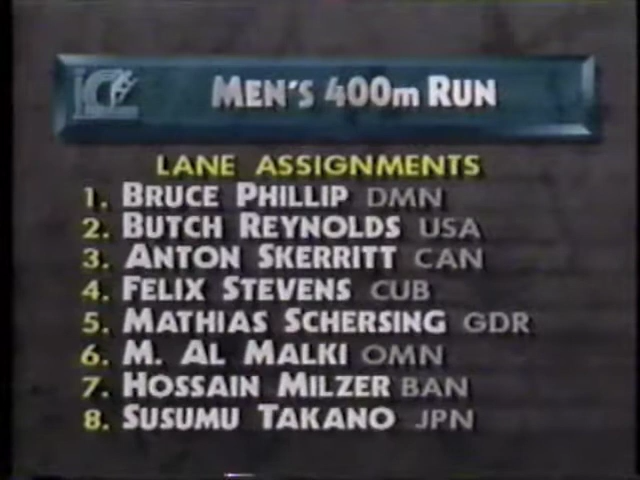 MEN'S 400m RUN
LANE ASSIGNMENTS
1. BRUCE PHILLIP DMN
2. BUTCH REYNOLDS USA
3. ANTON SKERRITT CAN
4. FELIX STEVENS CUB
5. MATHIAS SCHERSING GDR
6. M. AL MALKI OMN
7. HOSSAIN MILZER BAN
8. SUSUMU TAKANO JPN